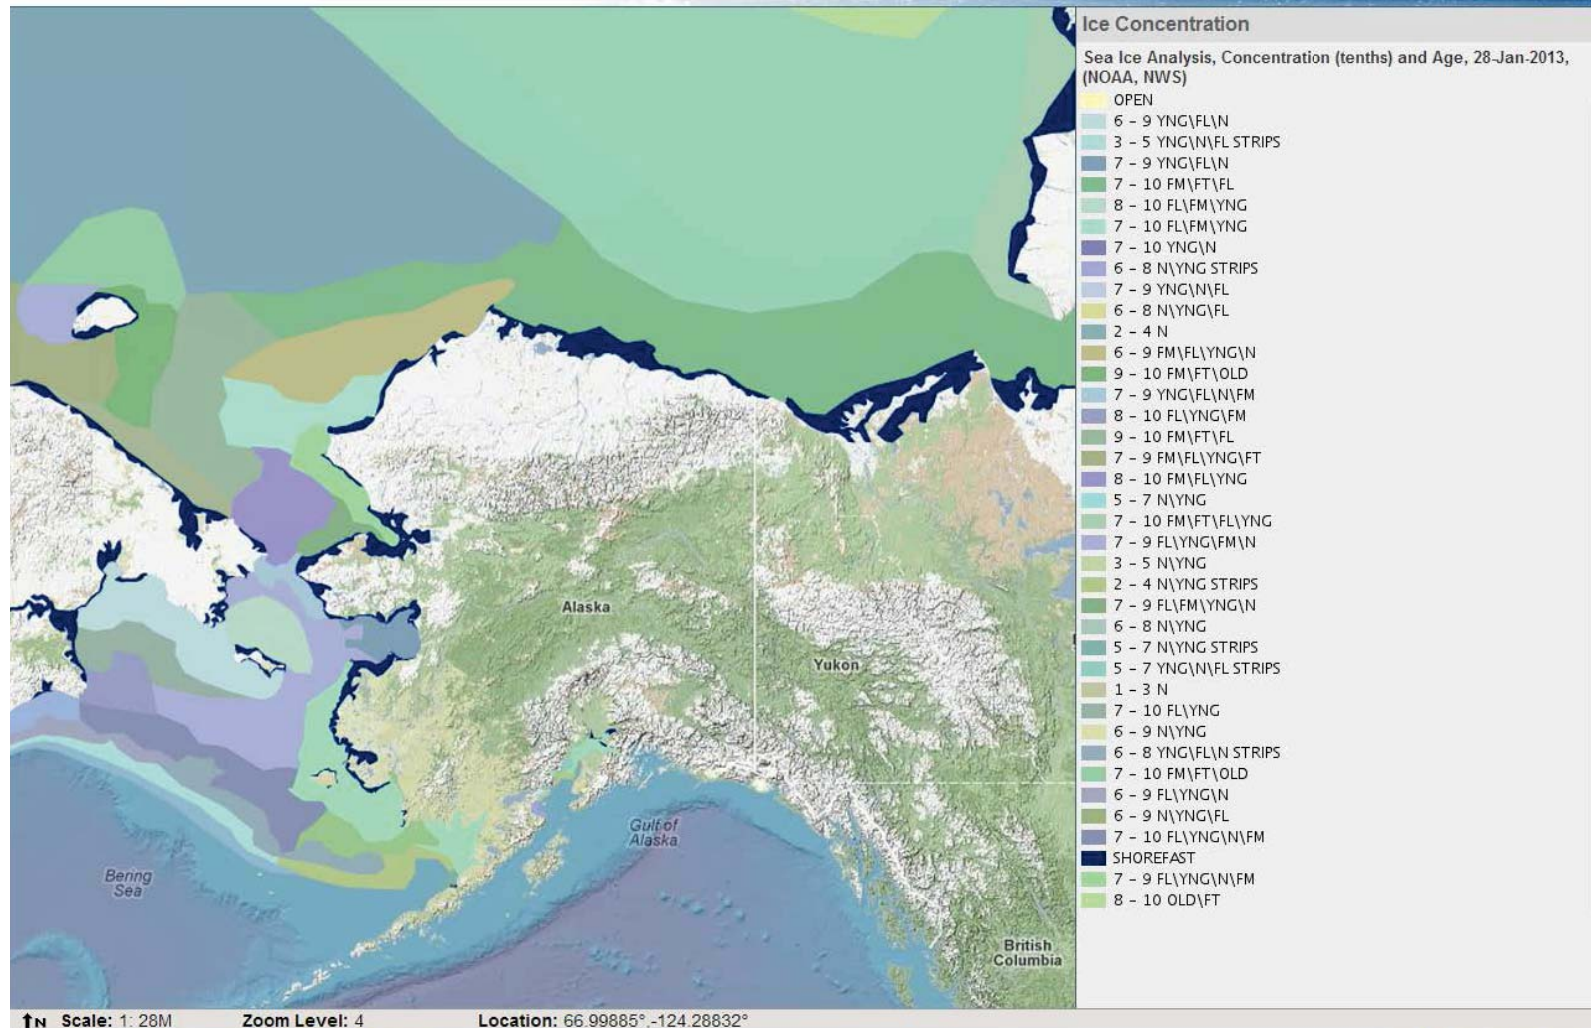 Ice Concentration
Sea Ice Analysis, Concentration (tenths) and Age, 28-Jan-2013,
(NOAA, NWS)
OPEN
6 - 9 YNG\FL\N
3 - 5 YNG\N\FL STRIPS
7 - 9 YNG\FL\N
7 - 10 FM\FT\FL
8 - 10 FL\FM\YNG
7 - 10 FL\FM\YNG
7 - 10 YNG\N
6 - 8 N\YNG STRIPS
7 - 9 YNG\N\FL
6 - 8 N\YNG\FL
2 - 4 N
6 - 9 FM\FL\YNG\N
9 - 10 FM\FT\OLD
7 - 9 YNG\FL\N\FM
8 - 10 FL\YNG\FM
9 - 10 FM\FT\FL
7 - 9 FM\FL\YNG\FT
8 - 10 FM\FL\YNG
5 - 7 N\YNG
7 - 10 FM\FT\FL\YNG
7 - 9 FL\YNG\FM\N
3 - 5 N\YNG
2 - 4 N\YNG STRIPS
7 - 9 FL\FM\YNG\N
6 - 8 N\YNG
5 - 7 N\YNG STRIPS
5 - 7 YNG\N\FL STRIPS
1 - 3 N
7 - 10 FL\YNG
6 - 9 N\YNG
6 - 8 YNG\FL\N STRIPS
7 - 10 FM\FT\OLD
6 - 9 FL\YNG\N
6 - 9 N\YNG\FL
7 - 10 FL\YNG\N\FM
SHOREFAST
7 - 9 FL\YNG\N\FM
8 - 10 OLD\FT
Alaska
Yukon
Gulf of
Alaska
Bering
Sea
British
Columbia
N Scale: 1: 28M Zoom Level: 4 Location: 66.99885°,-124.28832°